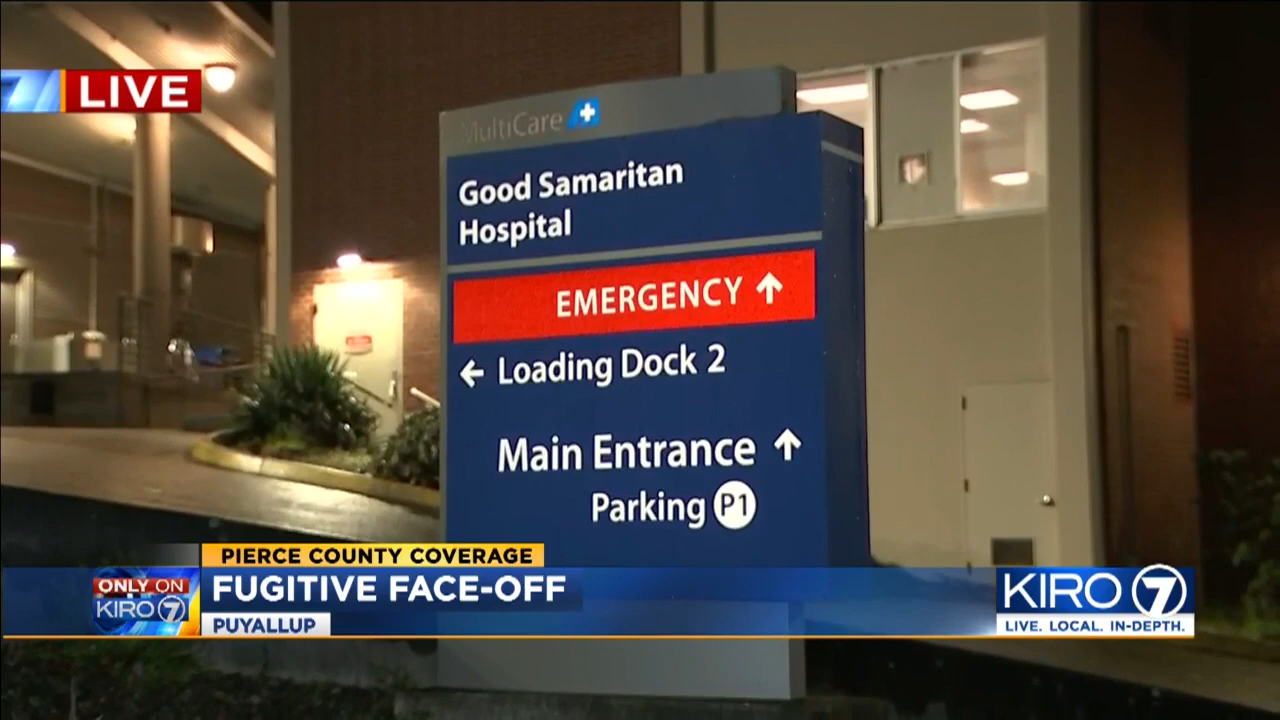 7 LIVE
MultiCare
Good Samaritan
Hospital
EMERGENCY ↑
← Loading Dock 2
Main Entrance ↑
Parking P1
PIERCE COUNTY COVERAGE
ONLY ON
KIRO 7
FUGITIVE FACE-OFF
PUYALLUP
KIRO 7
LIVE. LOCAL. IN-DEPTH.